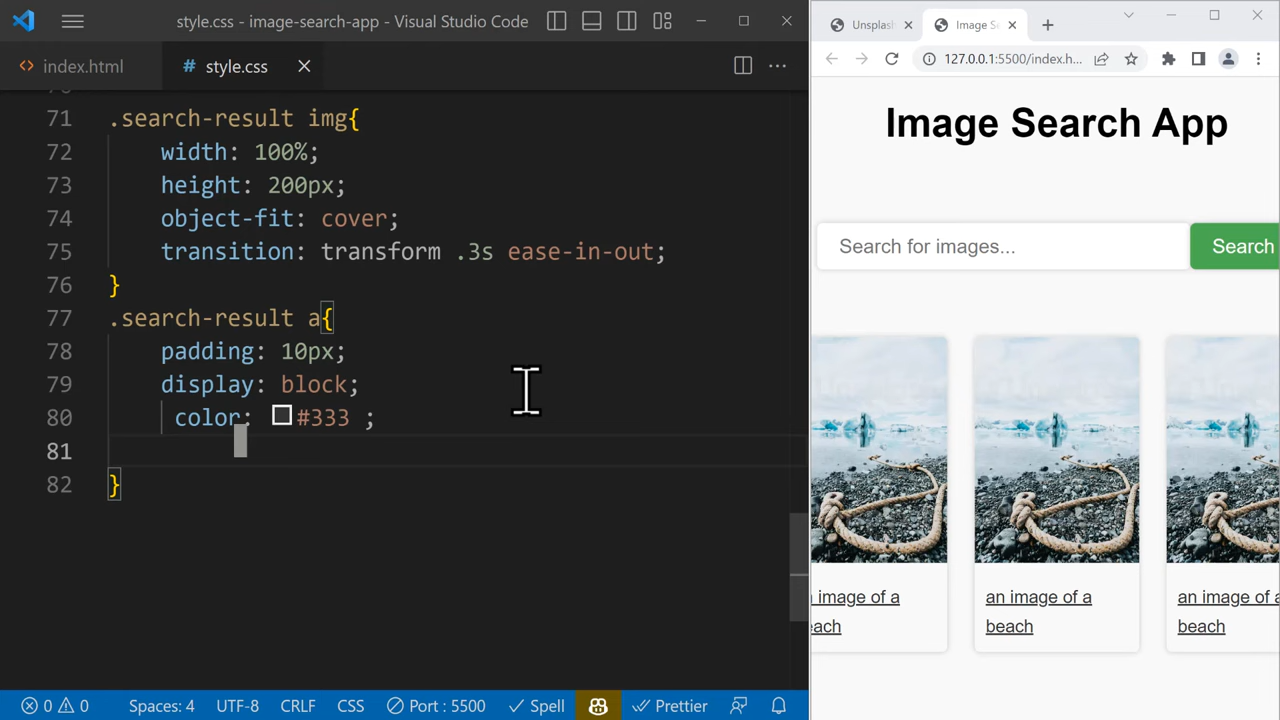 style.css - image-search-app - Visual Studio Code
index.html
# style.css
71 .search-result img{
72 width: 100%;
73 height: 200px;
74 object-fit: cover;
75 transition: transform .3s ease-in-out;
76 }
77 .search-result a{
78 padding: 10px;
79 display: block;
80 color: #333 ;
81
82 }
0 0 Spaces: 4 UTF-8 CRLF CSS Port : 5500 Spell Prettier
Unsplash
Image Se
127.0.0.1:5500/index.h...
Image Search App
Search for images...
Search
image of a
each
an image of a
beach
an image of a
beach